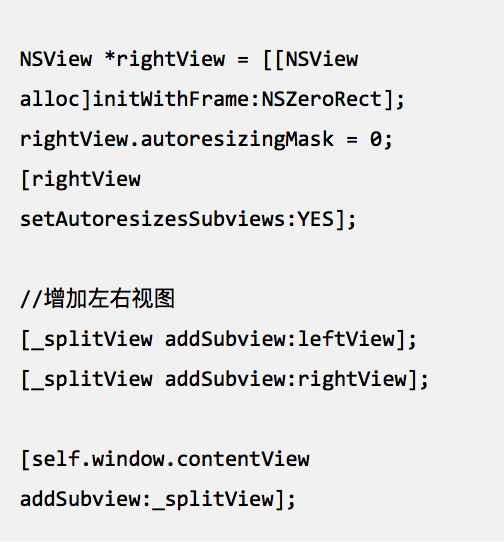 NSView *rightView = [[NSView
alloc]initWithFrame:NSZeroRect];
rightView.autoresizingMask = 0;
[rightView
setAutoresizesSubviews:YES];
//增加左右视图
[_splitView addSubview:leftView];
[_splitView addSubview:rightView];
[self.window.contentView
addSubview:_splitView];